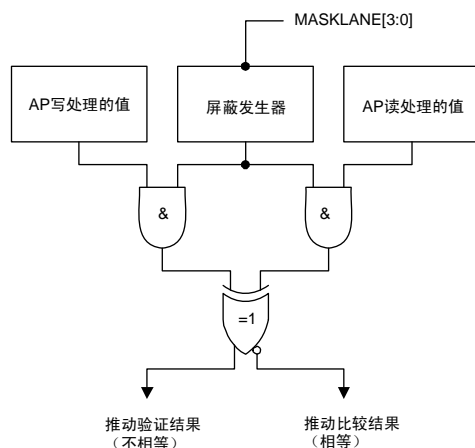 MASKLANE[3:0]
AP写处理的值
屏蔽发生器
AP读处理的值
&
&
=1
推动验证结果
（不相等）
推动比较结果
（相等）